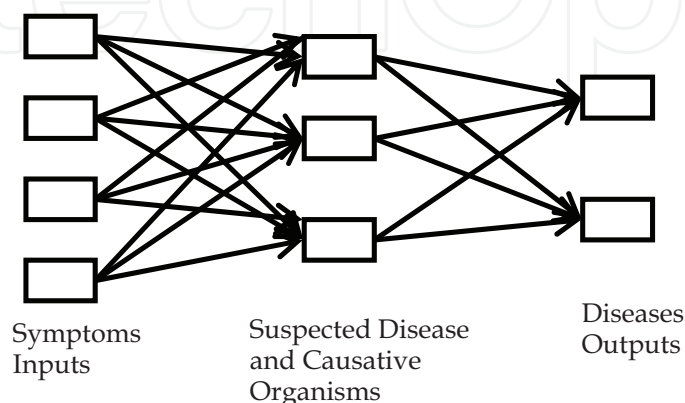 Symptoms
Inputs
Suspected Disease
and Causative
Organisms
Diseases
Outputs